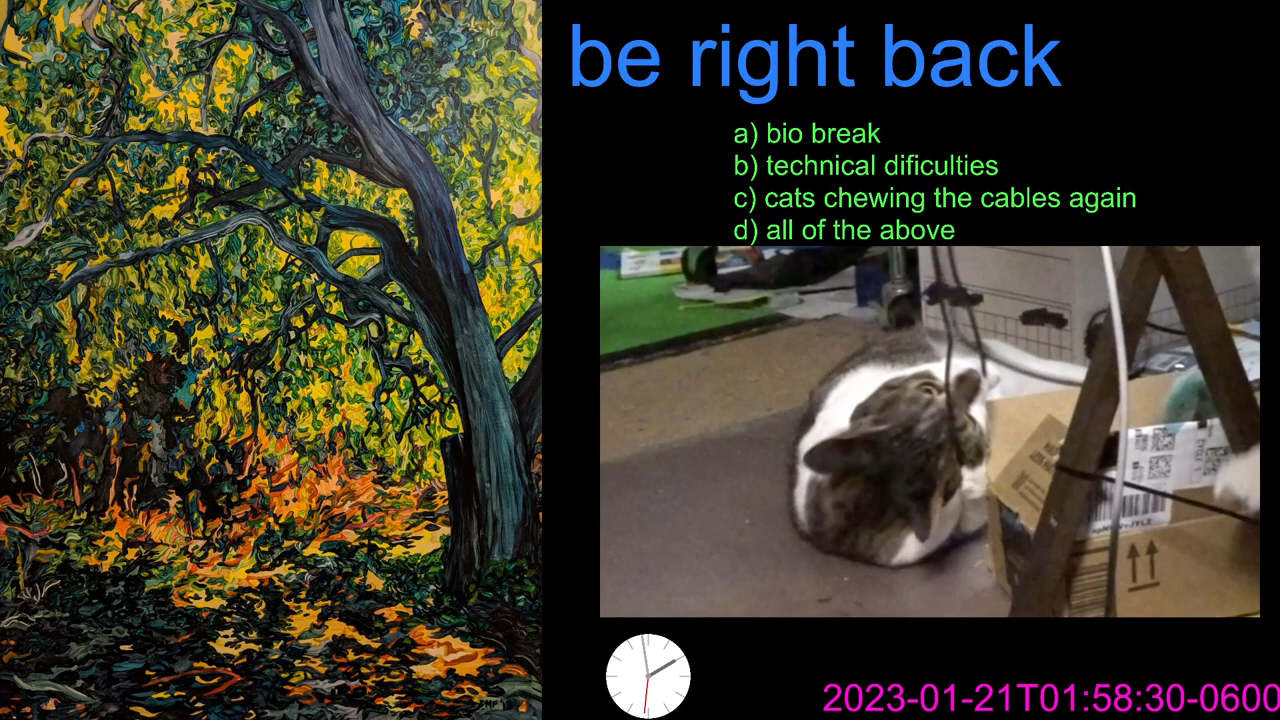 be right back
a) bio break
b) technical dificulties
c) cats chewing the cables again
d) all of the above
2023-01-21T01:58:30-0600